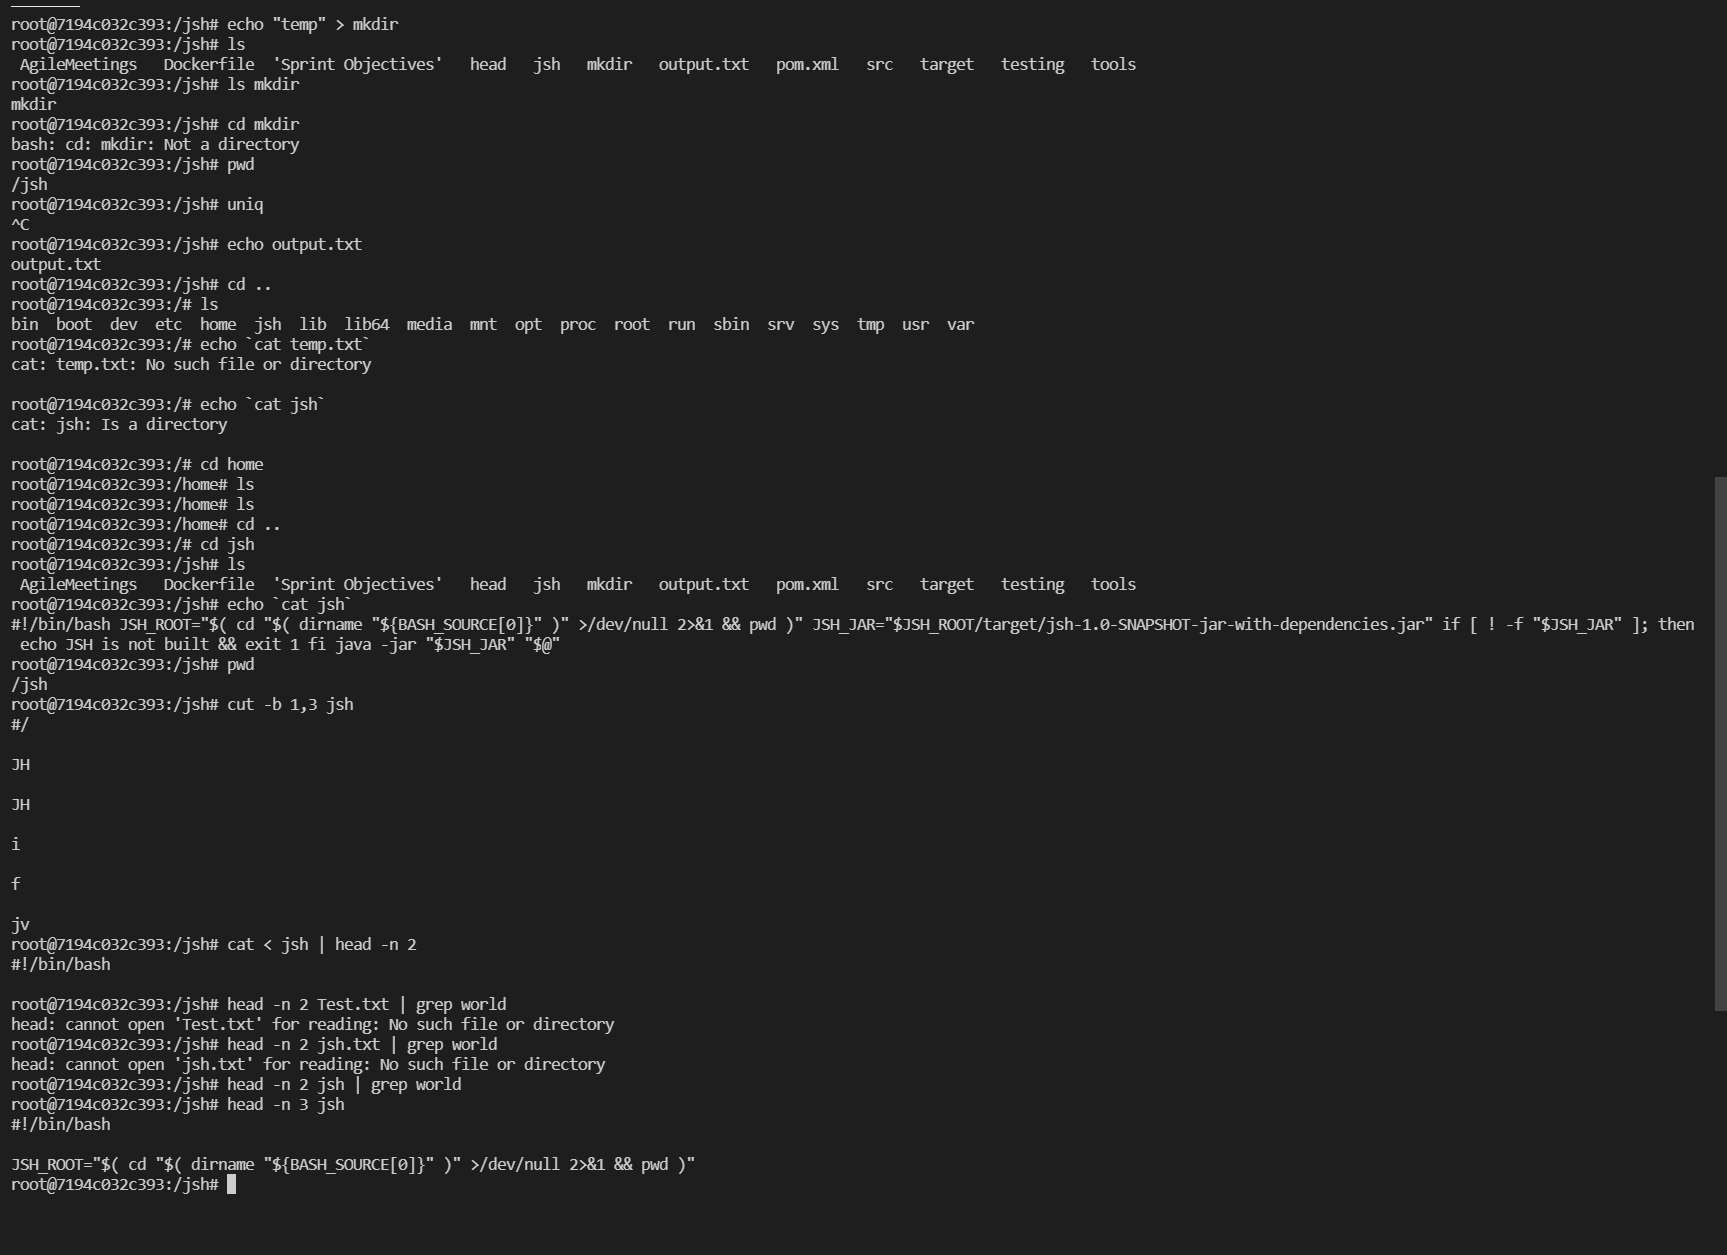 root@7194c032c393:/jsh# echo "temp" > mkdir
root@7194c032c393:/jsh# ls
 AgileMeetings   Dockerfile  'Sprint Objectives'   head   jsh   mkdir   output.txt   pom.xml   src   target   testing   tools
root@7194c032c393:/jsh# ls mkdir
mkdir
root@7194c032c393:/jsh# cd mkdir
bash: cd: mkdir: Not a directory
root@7194c032c393:/jsh# pwd
/jsh
root@7194c032c393:/jsh# uniq
^C
root@7194c032c393:/jsh# echo output.txt
output.txt
root@7194c032c393:/jsh# cd ..
root@7194c032c393:/# ls
bin  boot  dev  etc  home  jsh  lib  lib64  media  mnt  opt  proc  root  run  sbin  srv  sys  tmp  usr  var
root@7194c032c393:/# echo `cat temp.txt`
cat: temp.txt: No such file or directory

root@7194c032c393:/# echo `cat jsh`
cat: jsh: Is a directory

root@7194c032c393:/# cd home
root@7194c032c393:/home# ls
root@7194c032c393:/home# ls
root@7194c032c393:/home# cd ..
root@7194c032c393:/# cd jsh
root@7194c032c393:/jsh# ls
 AgileMeetings   Dockerfile  'Sprint Objectives'   head   jsh   mkdir   output.txt   pom.xml   src   target   testing   tools
root@7194c032c393:/jsh# echo `cat jsh`
#!/bin/bash JSH_ROOT="$( cd "$( dirname "${BASH_SOURCE[0]}" )" >/dev/null 2>&1 && pwd )" JSH_JAR="$JSH_ROOT/target/jsh-1.0-SNAPSHOT-jar-with-dependencies.jar" if [ ! -f "$JSH_JAR" ]; then
 echo JSH is not built && exit 1 fi java -jar "$JSH_JAR" "$@"
root@7194c032c393:/jsh# pwd
/jsh
root@7194c032c393:/jsh# cut -b 1,3 jsh
#/

JH

JH

i

f

jv
root@7194c032c393:/jsh# cat < jsh | head -n 2
#!/bin/bash

root@7194c032c393:/jsh# head -n 2 Test.txt | grep world
head: cannot open 'Test.txt' for reading: No such file or directory
root@7194c032c393:/jsh# head -n 2 jsh.txt | grep world
head: cannot open 'jsh.txt' for reading: No such file or directory
root@7194c032c393:/jsh# head -n 2 jsh | grep world
root@7194c032c393:/jsh# head -n 3 jsh
#!/bin/bash

JSH_ROOT="$( cd "$( dirname "${BASH_SOURCE[0]}" )" >/dev/null 2>&1 && pwd )"
root@7194c032c393:/jsh#